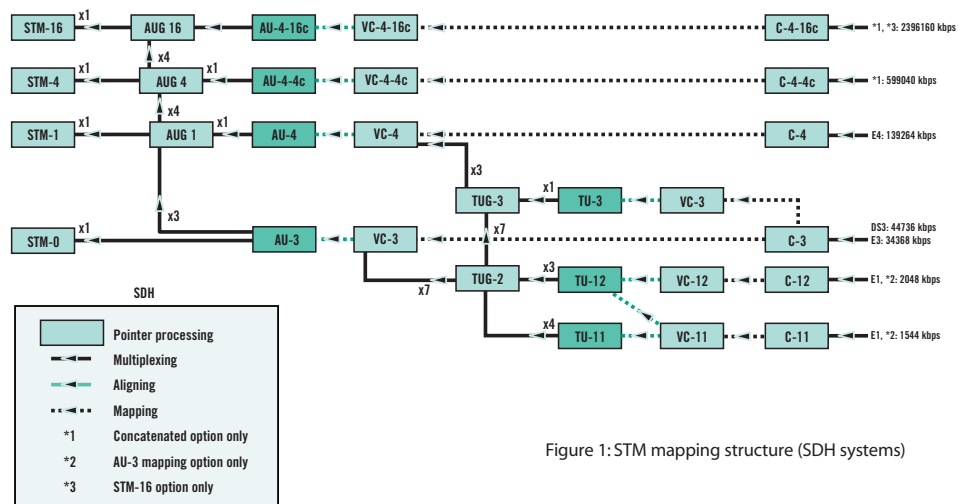 x1
STM-16
AUG 16
AU-4-16c
VC-4-16c
C-4-16c
*1, *3: 2396160 kbps
x4
x1
x1
STM-4
AUG 4
AU-4-4c
VC-4-4c
C-4-4c
*1: 599040 kbps
x4
x1
x1
STM-1
AUG 1
AU-4
VC-4
C-4
E4: 139264 kbps
x3
x1
TUG-3
TU-3
VC-3
x3
x1
x7
DS3: 44736 kbps
STM-0
AU-3
VC-3
C-3
E3: 34368 kbps
x7
x3
TUG-2
TU-12
VC-12
C-12
E1, *2: 2048 kbps
x4
TU-11
VC-11
C-11
E1, *2: 1544 kbps
SDH
Pointer processing
Multiplexing
Aligning
Mapping
*1 Concatenated option only
*2 AU-3 mapping option only
*3 STM-16 option only
Figure 1: STM mapping structure (SDH systems)